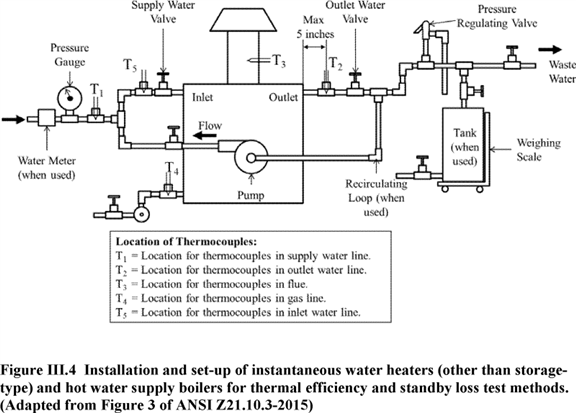 Supply Water
Valve
Max
5 inches
Outlet Water
Valve
Pressure
Regulating Valve
Pressure
Gauge
T1
T5
T3
T2
Waste
Water
Inlet
Outlet
Flow
Water Meter
(when used)
T4
Pump
Recirculating
Loop (when
used)
Tank
(when
used)
Weighing
Scale
Location of Thermocouples:
T1 = Location for thermocouples in supply water line.
T2 = Location for thermocouples in outlet water line.
T3 = Location for thermocouples in flue.
T4 = Location for thermocouples in gas line.
T5 = Location for thermocouples in inlet water line.
Figure III.4 Installation and set-up of instantaneous water heaters (other than storage-
type) and hot water supply boilers for thermal efficiency and standby loss test methods.
(Adapted from Figure 3 of ANSI Z21.10.3-2015)